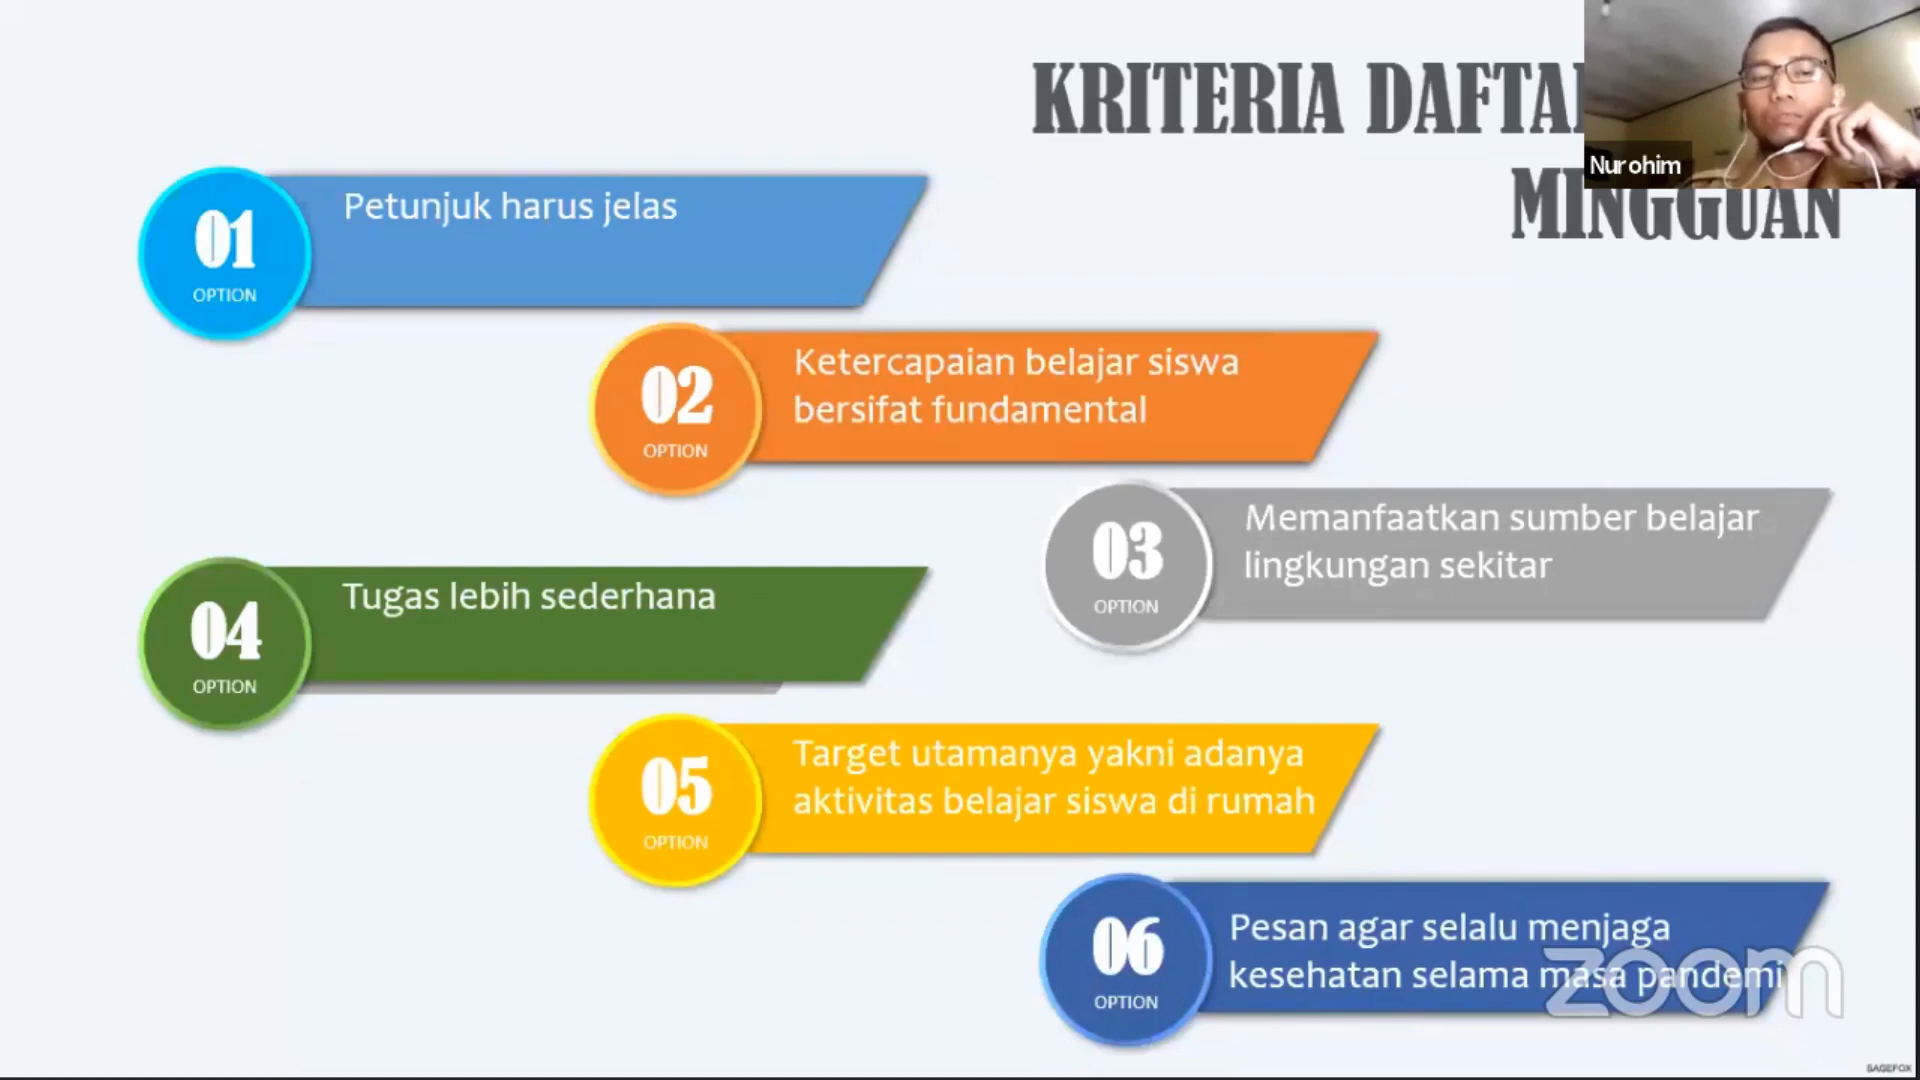 KRITERIA DAFTAR
MINGGUAN
Nurohim
01
OPTION
Petunjuk harus jelas
02
OPTION
Ketercapaian belajar siswa
bersifat fundamental
03
OPTION
Memanfaatkan sumber belajar
lingkungan sekitar
04
OPTION
Tugas lebih sederhana
05
OPTION
Target utamanya yakni adanya
aktivitas belajar siswa di rumah
06
OPTION
Pesan agar selalu menjaga
kesehatan selama masa pandemi
zoom
SAGEFOX